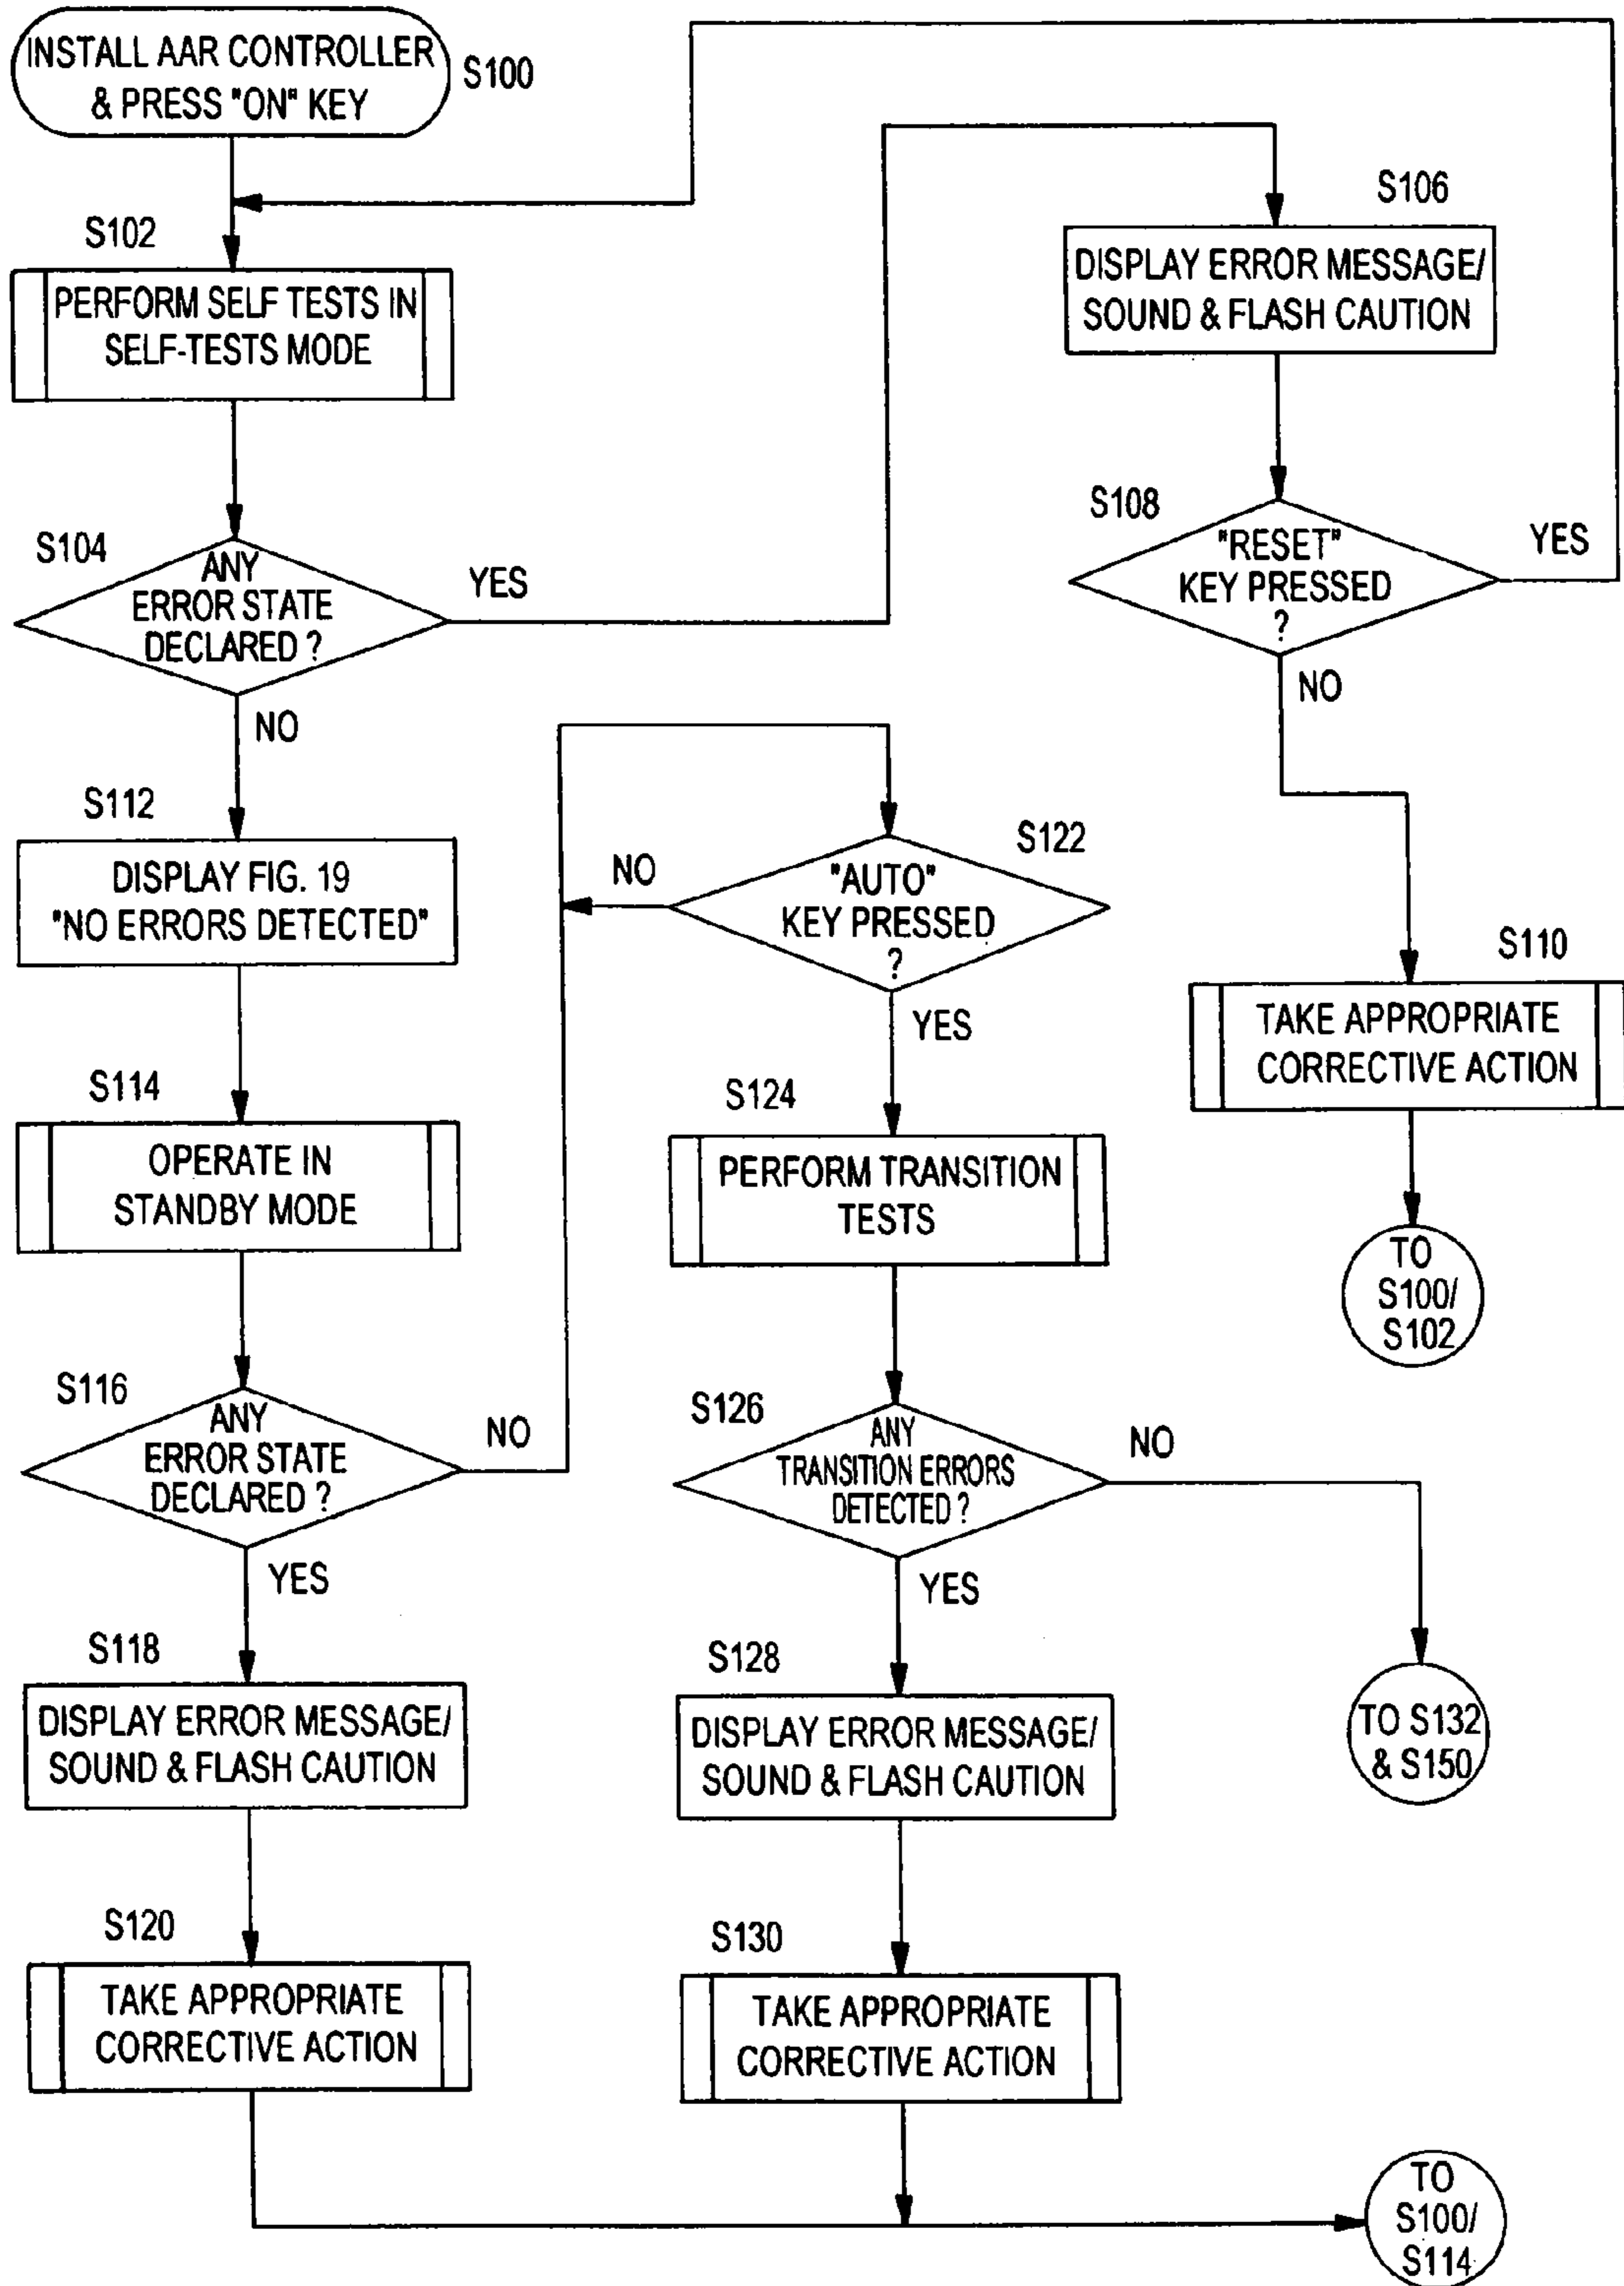 INSTALL AAR CONTROLLER
& PRESS "ON" KEY
S100
S102
PERFORM SELF TESTS IN
SELF-TESTS MODE
S104
ANY
ERROR STATE
DECLARED ?
YES
NO
S106
DISPLAY ERROR MESSAGE/
SOUND & FLASH CAUTION
S108
"RESET"
KEY PRESSED
?
YES
NO
S110
TAKE APPROPRIATE
CORRECTIVE ACTION
TO
S100/
S102
S112
DISPLAY FIG. 19
"NO ERRORS DETECTED"
S114
OPERATE IN
STANDBY MODE
S116
ANY
ERROR STATE
DECLARED ?
NO
YES
S118
DISPLAY ERROR MESSAGE/
SOUND & FLASH CAUTION
S120
TAKE APPROPRIATE
CORRECTIVE ACTION
S122
"AUTO"
KEY PRESSED
?
NO
YES
S124
PERFORM TRANSITION
TESTS
S126
ANY
TRANSITION ERRORS
DETECTED ?
NO
YES
TO S132
& S150
S128
DISPLAY ERROR MESSAGE/
SOUND & FLASH CAUTION
S130
TAKE APPROPRIATE
CORRECTIVE ACTION
TO
S100/
S114